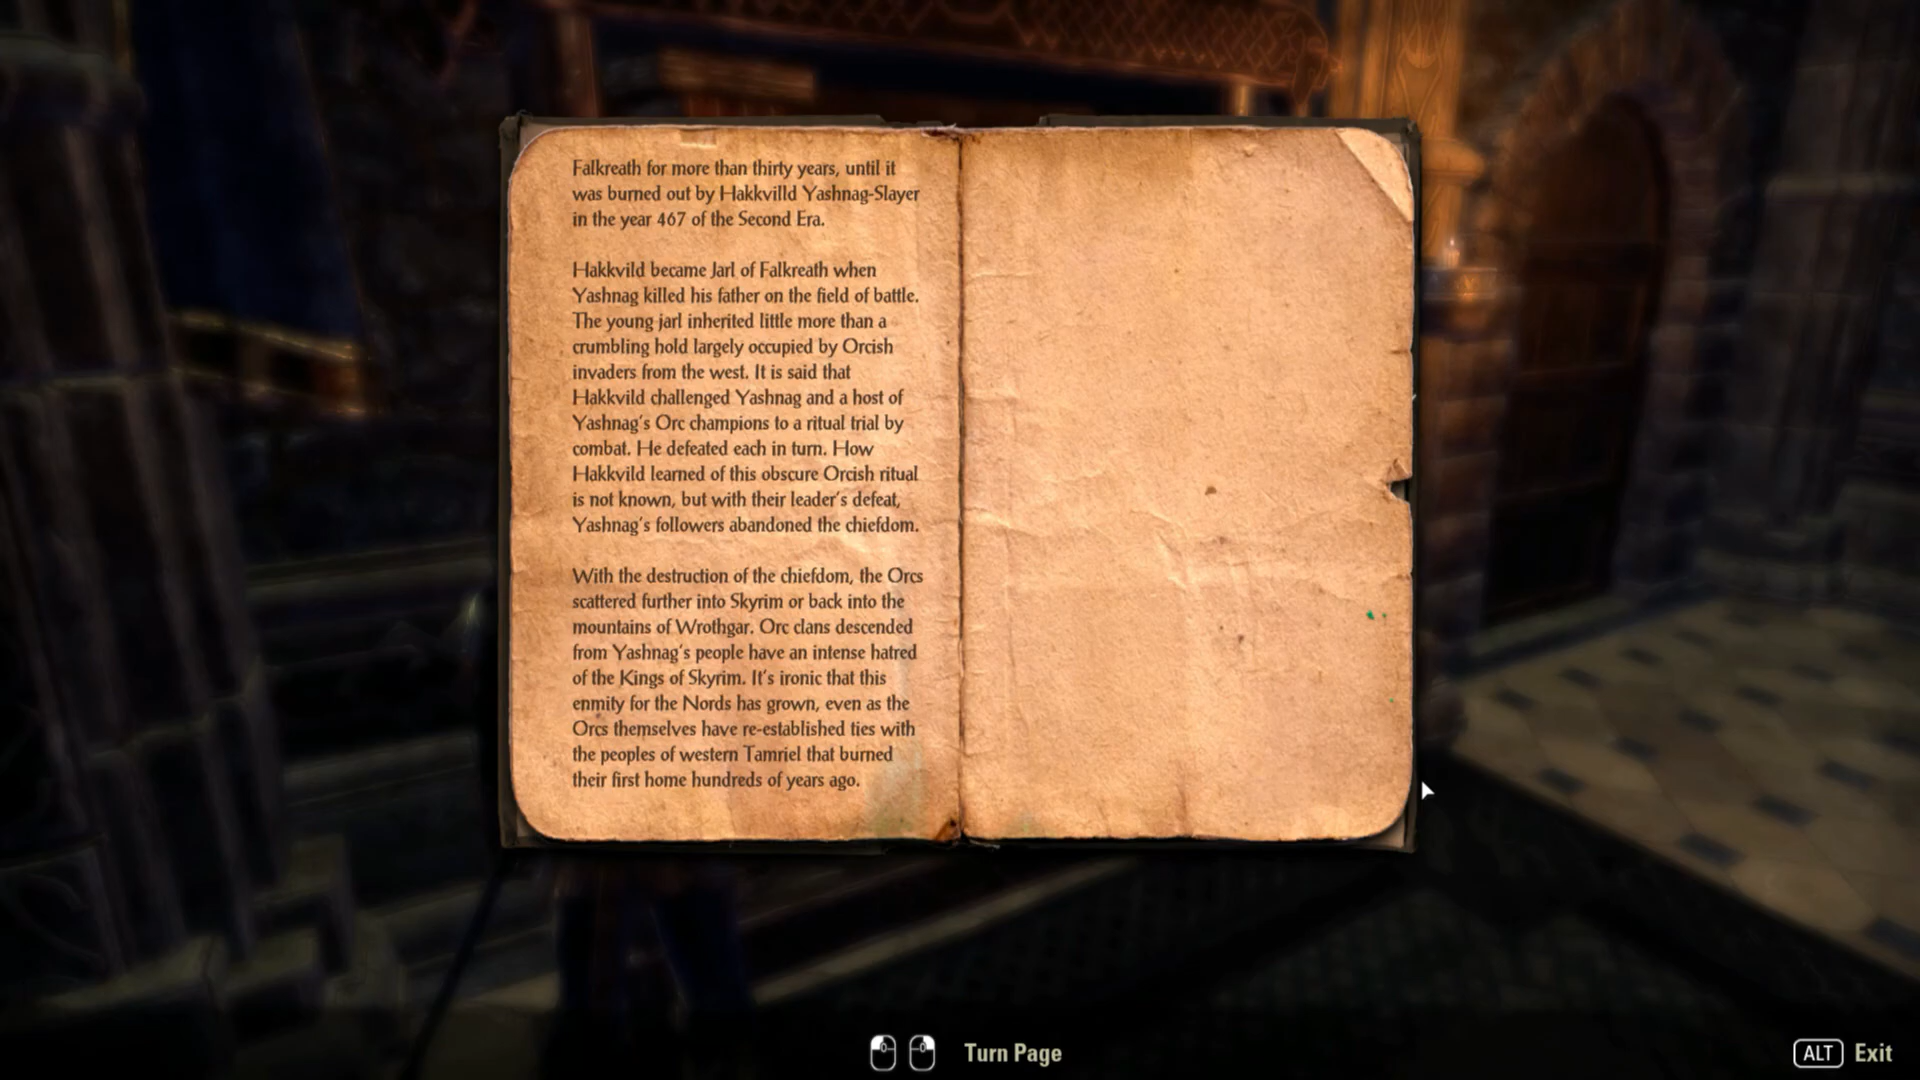 Falkreath for more than thirty years, until it
was burned out by Hakkvilld Yashnag-Slayer
in the year 467 of the Second Era.
Hakkvild became Jarl of Falkreath when
Yashnag killed his father on the field of battle.
The young jarl inherited little more than a
crumbling hold largely occupied by Orcish
invaders from the west. It is said that
Hakkvild challenged Yashnag and a host of
Yashnag's Orc champions to a ritual trial by
combat. He defeated each in turn. How
Hakkvild learned of this obscure Orcish ritual
is not known, but with their leader's defeat,
Yashnag's followers abandoned the chiefdom.
With the destruction of the chiefdom, the Orcs
scattered further into Skyrim or back into the
mountains of Wrothgar. Orc clans descended
from Yashnag's people have an intense hatred
of the Kings of Skyrim. It's ironic that this
enmity for the Nords has grown, even as the
Orcs themselves have re-established ties with
the peoples of western Tamriel that burned
their first home hundreds of years ago.
Turn Page
ALT Exit